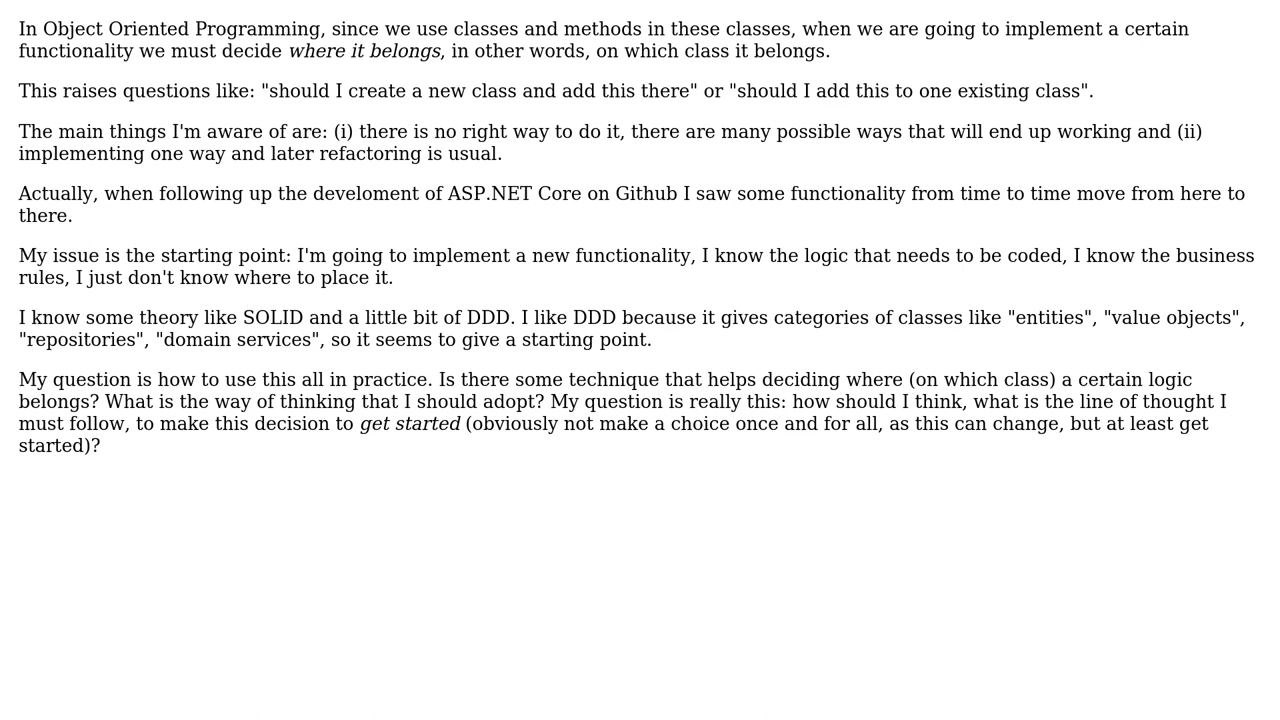 In Object Oriented Programming, since we use classes and methods in these classes, when we are going to implement a certain
functionality we must decide where it belongs, in other words, on which class it belongs.
This raises questions like: "should I create a new class and add this there" or "should I add this to one existing class".
The main things I'm aware of are: (i) there is no right way to do it, there are many possible ways that will end up working and (ii)
implementing one way and later refactoring is usual.
Actually, when following up the develoment of ASP.NET Core on Github I saw some functionality from time to time move from here to
there.
My issue is the starting point: I'm going to implement a new functionality, I know the logic that needs to be coded, I know the business
rules, I just don't know where to place it.
I know some theory like SOLID and a little bit of DDD. I like DDD because it gives categories of classes like "entities", "value objects",
"repositories", "domain services", so it seems to give a starting point.
My question is how to use this all in practice. Is there some technique that helps deciding where (on which class) a certain logic
belongs? What is the way of thinking that I should adopt? My question is really this: how should I think, what is the line of thought I
must follow, to make this decision to get started (obviously not make a choice once and for all, as this can change, but at least get
started)?